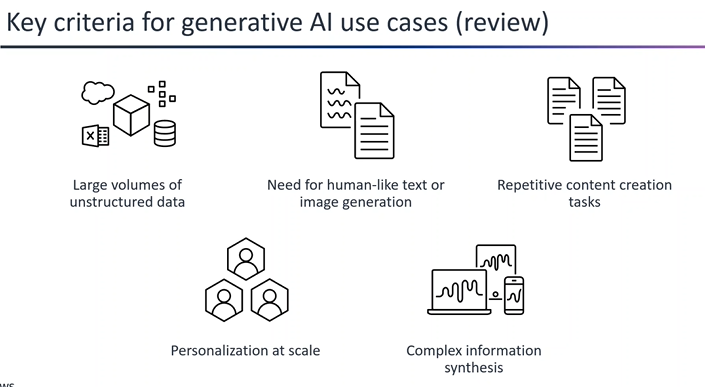 Key criteria for generative AI use cases (review)
Large volumes of
unstructured data
Need for human-like text or
image generation
Repetitive content creation
tasks
Personalization at scale
Complex information
synthesis